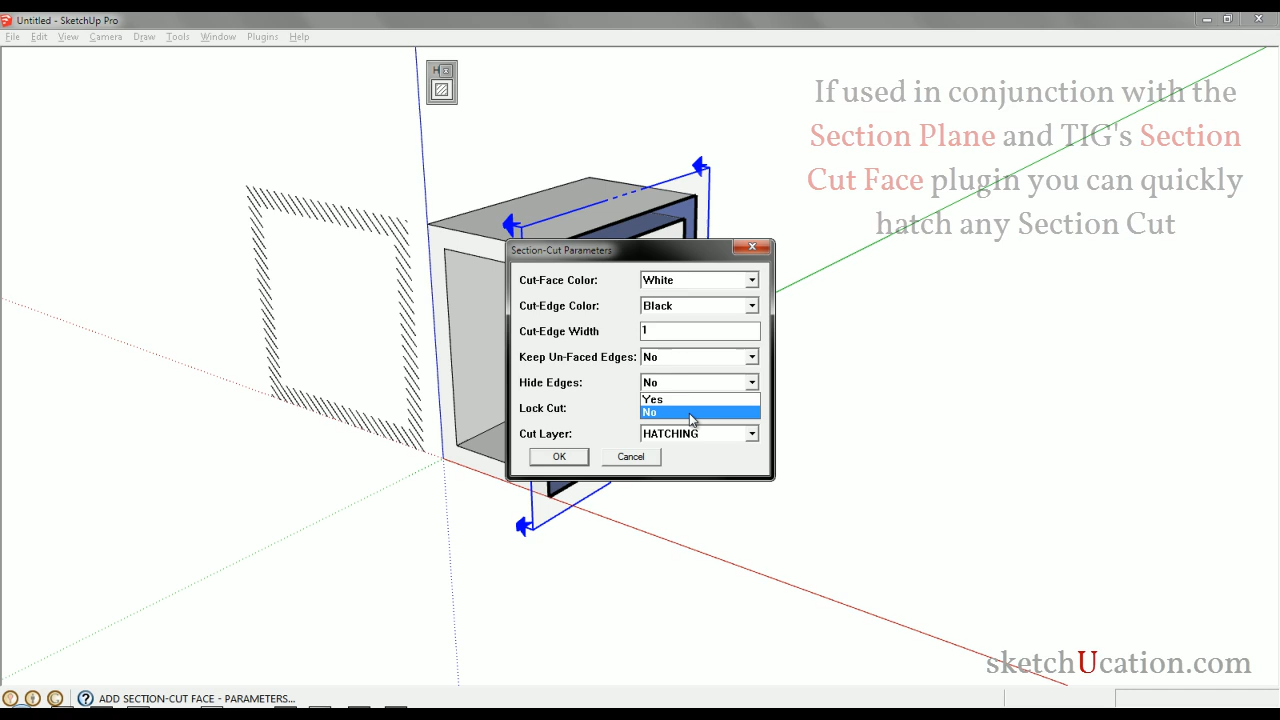 Untitled - SketchUp Pro
File Edit View Camera Draw Tools Window Plugins Help
H
If used in conjunction with the
Section Plane and TIG's Section
Cut Face plugin you can quickly
hatch any Section Cut
Section-Cut Parameters
Cut-Face Color: White
Cut-Edge Color: Black
Cut-Edge Width 1
Keep Un-Faced Edges: No
Hide Edges: No
Yes
Lock Cut: No
Cut Layer: HATCHING
OK Cancel
sketchUcation.com
ADD SECTION-CUT FACE - PARAMETERS...